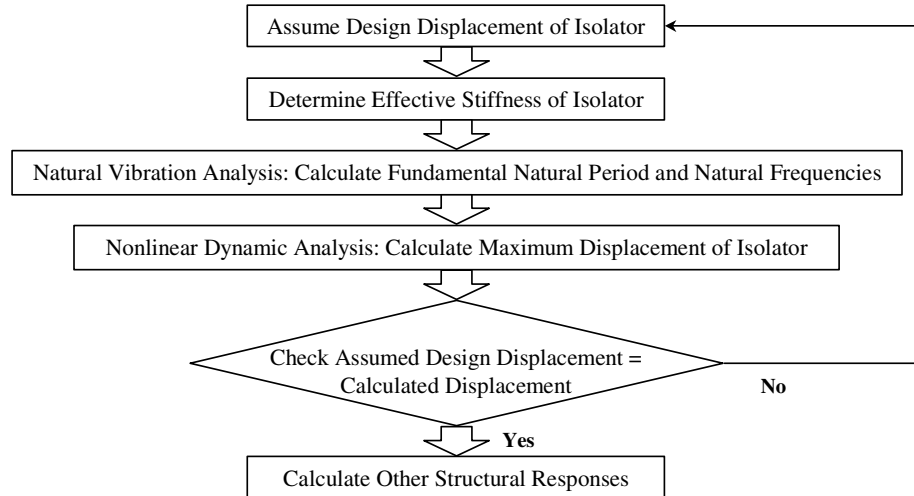 Assume Design Displacement of Isolator
Determine Effective Stiffness of Isolator
Natural Vibration Analysis: Calculate Fundamental Natural Period and Natural Frequencies
Nonlinear Dynamic Analysis: Calculate Maximum Displacement of Isolator
Check Assumed Design Displacement =
Calculated Displacement
No
Yes
Calculate Other Structural Responses